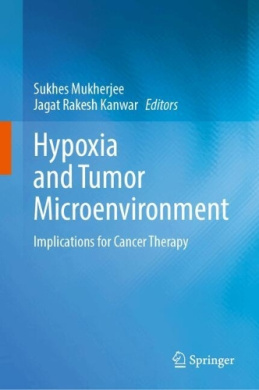 Sukhes Mukherjee
Jagat Rakesh Kanwar Editors
Hypoxia
and Tumor
Microenvironment
Implications for Cancer Therapy
Springer